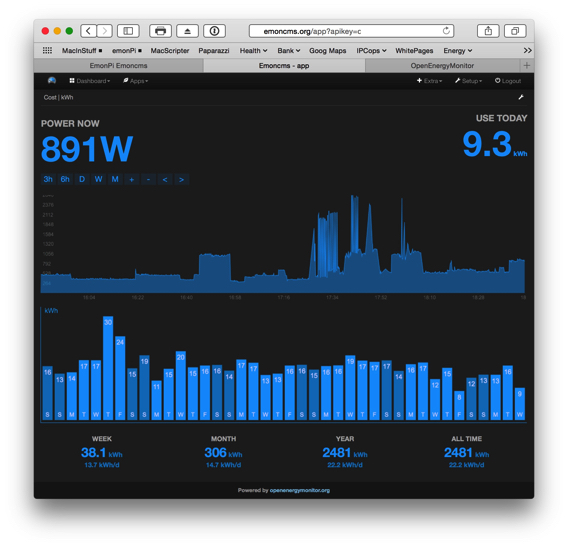 emoncms.org/app?apikey=c
MacInStuff emonPi MacScripter Paparazzi Health Bank Goog Maps IPCops WhitePages Energy >>
EmonPi Emoncms Emoncms - app OpenEnergyMonitor +
Dashboard Apps Extra Setup Logout
Cost | kWh
POWER NOW USE TODAY
891W 9.3 kWh
3h 6h D W M + - < >
kWh
16 13 14 17 17 30 24 15 19 11 15 20 15 16 16 14 17 17 13 13 16 15 16 16 19 17 17 17 14 16 17 12 15 8 12 13 13 16 9
S S M T W T F S S M T W T F S S M T W T F S S M T W T F S S M T W T F S S M T W
WEEK MONTH YEAR ALL TIME
38.1 kWh 306 kWh 2481 kWh 2481 kWh
13.7 kWh/d 14.7 kWh/d 22.2 kWh/d 22.2 kWh/d
Powered by openenergymonitor.org